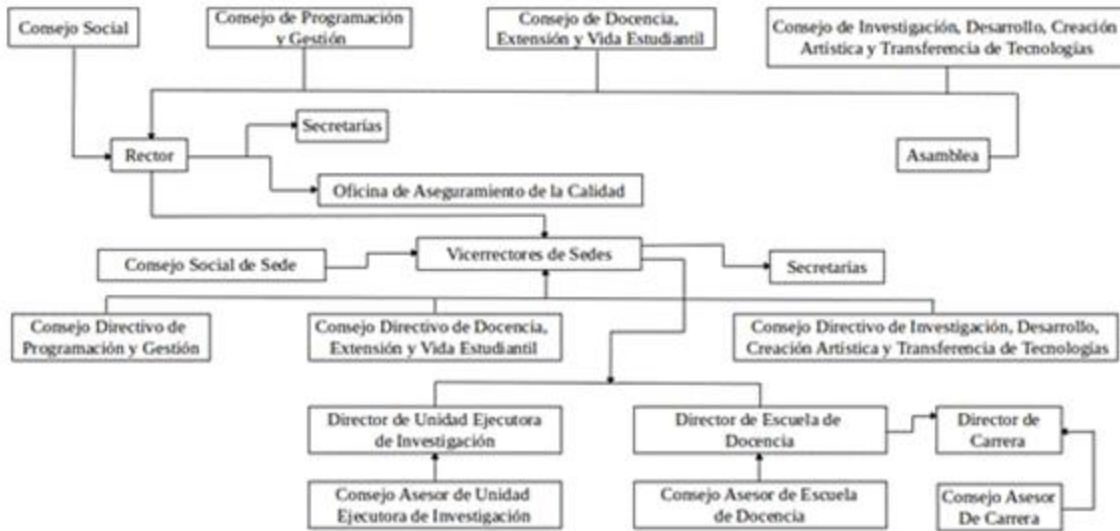 Consejo Social
Consejo de Programación
y Gestión
Consejo de Docencia,
Extensión y Vida Estudiantil
Consejo de Investigación, Desarrollo, Creación
Artística y Transferencia de Tecnologías
Secretarías
Rector
Asamblea
Oficina de Aseguramiento de la Calidad
Vicerrectores de Sedes
Consejo Social de Sede
Secretarías
Consejo Directivo de
Programación y Gestión
Consejo Directivo de Docencia,
Extensión y Vida Estudiantil
Consejo Directivo de Investigación, Desarrollo,
Creación Artística y Transferencia de Tecnologías
Director de Unidad Ejecutora
de Investigación
Director de Escuela de
Docencia
Director de
Carrera
Consejo Asesor de Unidad
Ejecutora de Investigación
Consejo Asesor de Escuela
de Docencia
Consejo Asesor
De Carrera